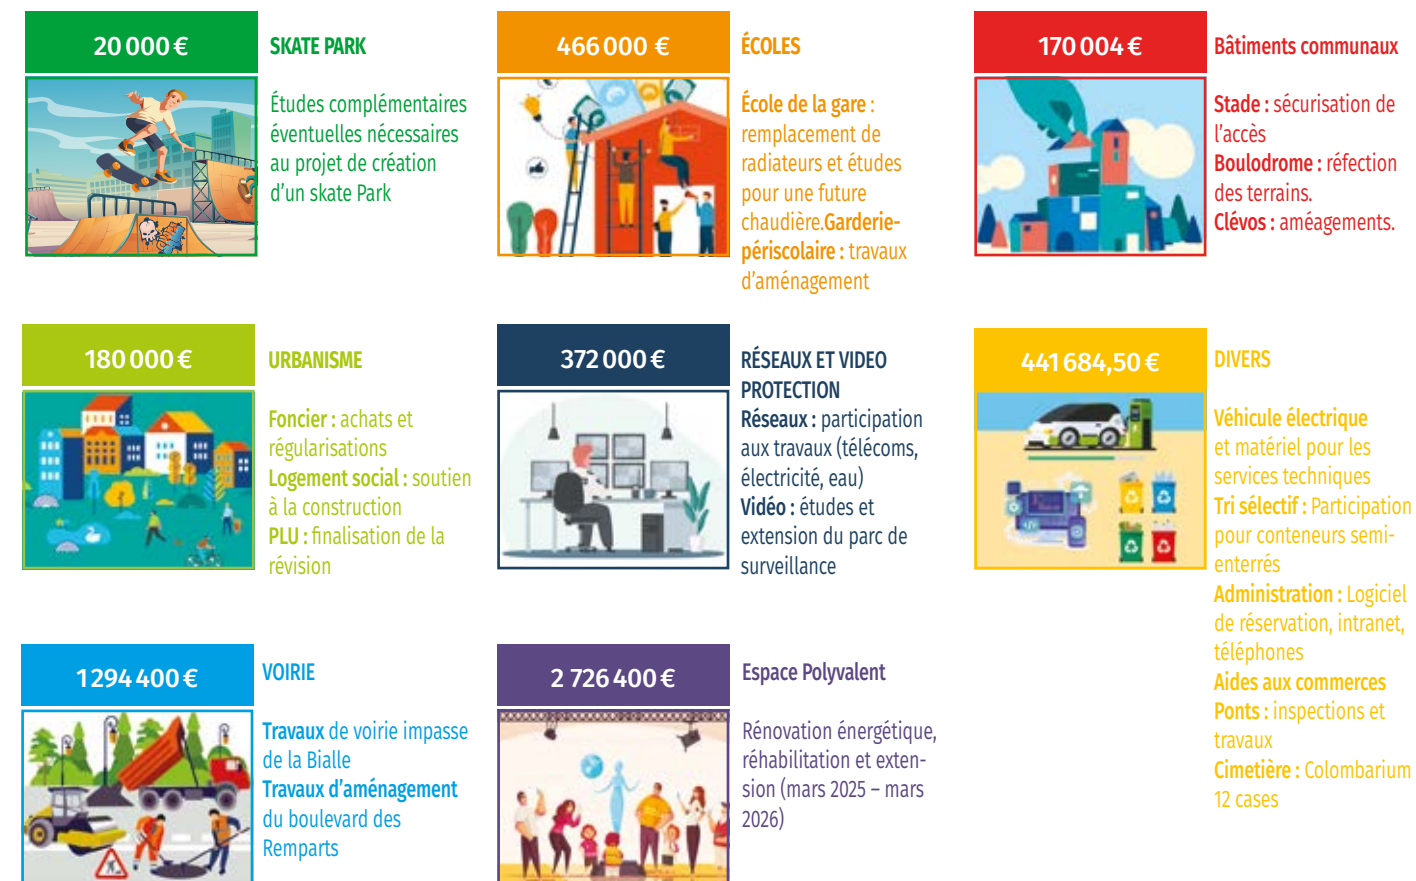 20 000 €
SKATE PARK
Études complémentaires
éventuelles nécessaires
au projet de création
d’un skate Park
466 000 €
ÉCOLES
École de la gare :
remplacement de
radiateurs et études
pour une future
chaudière.Garderie-
périscolaire : travaux
d’aménagement
170 004 €
Bâtiments communaux
Stade : sécurisation de
l’accès
Boulodrome : réfection
des terrains.
Clévos : améagements.
180 000 €
URBANISME
Foncier : achats et
régularisations
Logement social : soutien
à la construction
PLU : finalisation de la
révision
372 000 €
RÉSEAUX ET VIDEO
PROTECTION
Réseaux : participation
aux travaux (télécoms,
électricité, eau)
Vidéo : études et
extension du parc de
surveillance
441 684,50 €
DIVERS
Véhicule électrique
et matériel pour les
services techniques
Tri sélectif : Participation
pour conteneurs semi-
enterrés
Administration : Logiciel
de réservation, intranet,
téléphones
Aides aux commerces
Ponts : inspections et
travaux
Cimetière : Colombarium
12 cases
1 294 400 €
VOIRIE
Travaux de voirie impasse
de la Bialle
Travaux d’aménagement
du boulevard des
Remparts
2 726 400 €
Espace Polyvalent
Rénovation énergétique,
réhabilitation et exten-
sion (mars 2025 – mars
2026)